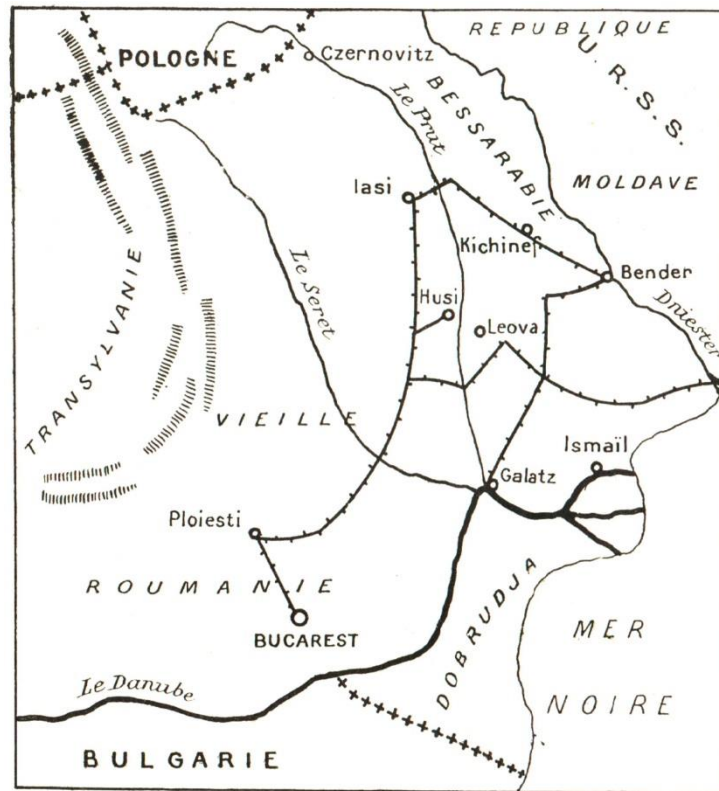 REPUBLIQUE
U.R.S.S.
POLOGNE
Czernovitz
Le Prut
BESSARABIE
MOLDAVE
Iasi
Kichinef
Bender
Dniester
Le Seret
Husi
Leova
TRANSYLVANIE
VIEILLE
Ismaïl
Galatz
Ploiesti
ROUMANIE
BUCAREST
DOBRUDJA
MER
NOIRE
Le Danube
BULGARIE